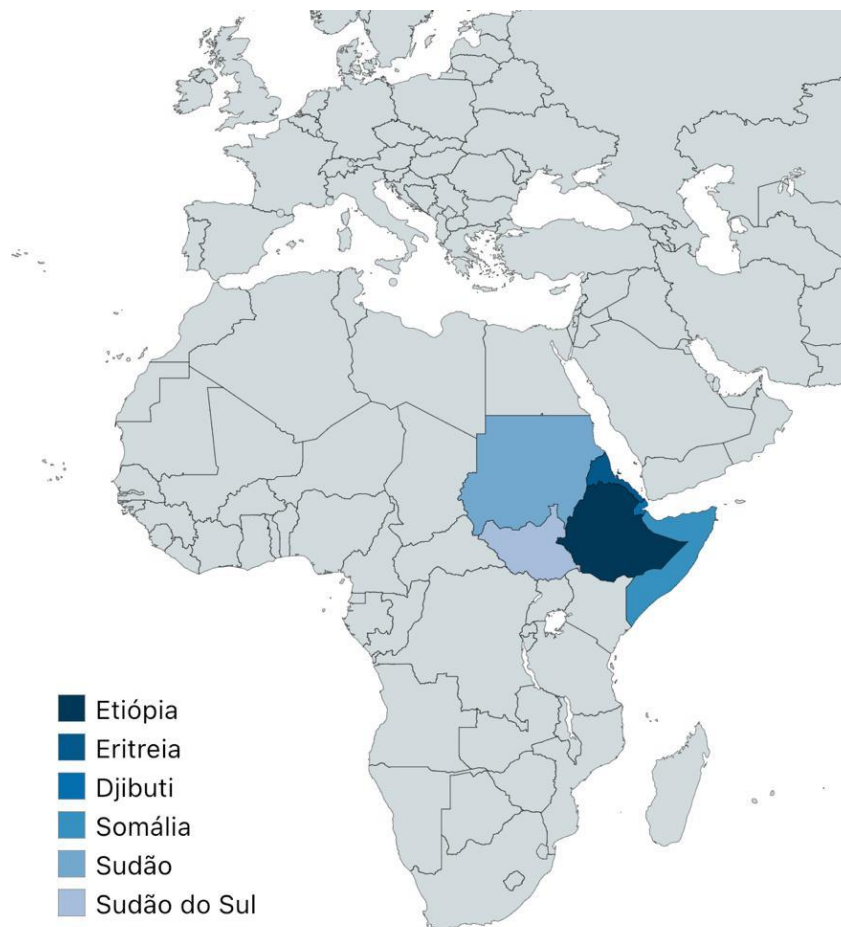 Etiópia
Eritreia
Djibuti
Somália
Sudão
Sudão do Sul